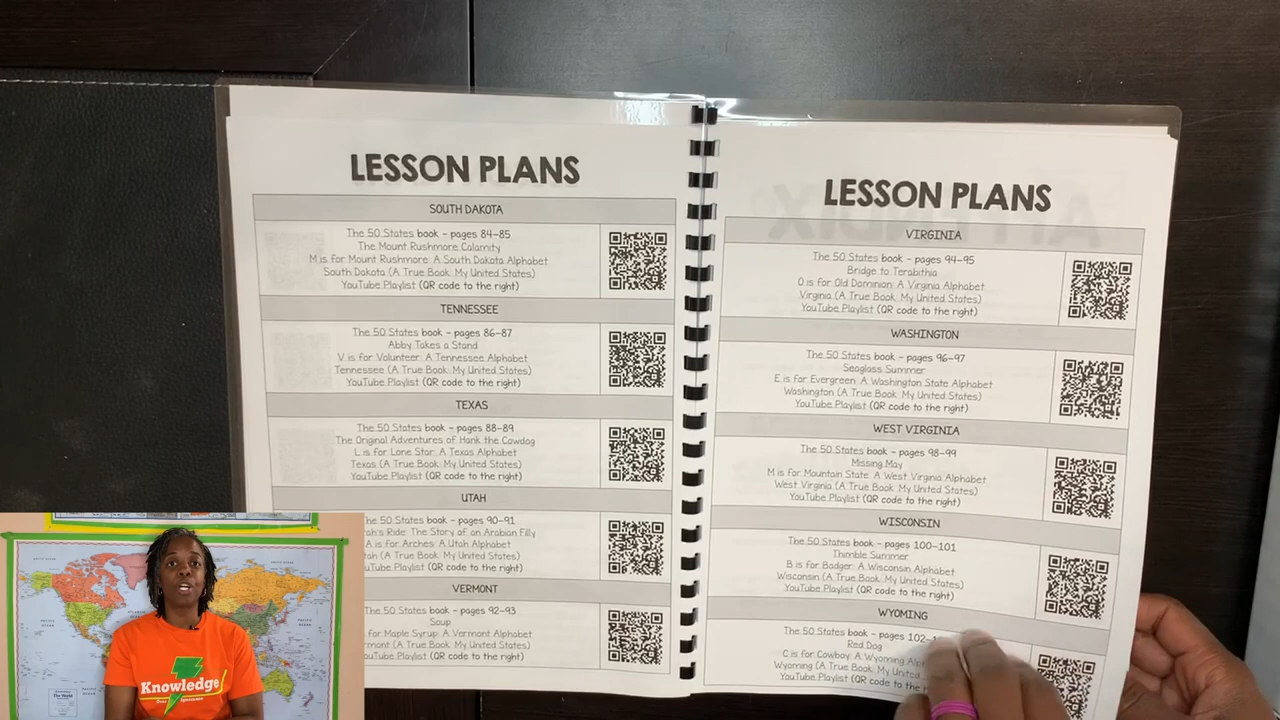 LESSON PLANS
SOUTH DAKOTA
The 50 States book - pages 84-85
The Mount Rushmore Calamity
M is for Mount Rushmore: A South Dakota Alphabet
South Dakota (A True Book: My United States)
YouTube Playlist (QR code to the right)
TENNESSEE
The 50 States book - pages 86-87
Abby Takes a Stand
V is for Volunteer: A Tennessee Alphabet
Tennessee (A True Book: My United States)
YouTube Playlist (QR code to the right)
TEXAS
The 50 States book - pages 88-89
The Original Adventures of Hank the Cowdog
L is for Lone Star: A Texas Alphabet
Texas (A True Book: My United States)
YouTube Playlist (QR code to the right)
UTAH
The 50 States book - pages 90-91
Ride: The Story of an Arabian Filly
A is for Arches: A Utah Alphabet
(A True Book: My United States)
Playlist (QR code to the right)
VERMONT
The 50 States book - pages 92-93
Soup
for Maple Syrup: A Vermont Alphabet
(A True Book: My United States)
Playlist (QR code to the right)
LESSON PLANS
VIRGINIA
The 50 States book - pages 94-95
Bridge to Terabithia
O is for Old Dominion: A Virginia Alphabet
Virginia (A True Book: My United States)
YouTube Playlist (QR code to the right)
WASHINGTON
The 50 States book - pages 96-97
Seaglass Summer
E is for Evergreen: A Washington State Alphabet
Washington (A True Book: My United States)
YouTube Playlist (QR code to the right)
WEST VIRGINIA
The 50 States book - pages 98-99
Missing May
M is for Mountain State: A West Virginia Alphabet
West Virginia (A True Book: My United States)
YouTube Playlist (QR code to the right)
WISCONSIN
The 50 States book - pages 100-101
Thimble Summer
B is for Badger: A Wisconsin Alphabet
Wisconsin (A True Book: My United States)
YouTube Playlist (QR code to the right)
WYOMING
The 50 States book - pages 102-
Red Dog
C is for Cowboy: A Wyoming
Wyoming (A True Book: My United
YouTube Playlist (QR code to the
Knowledge